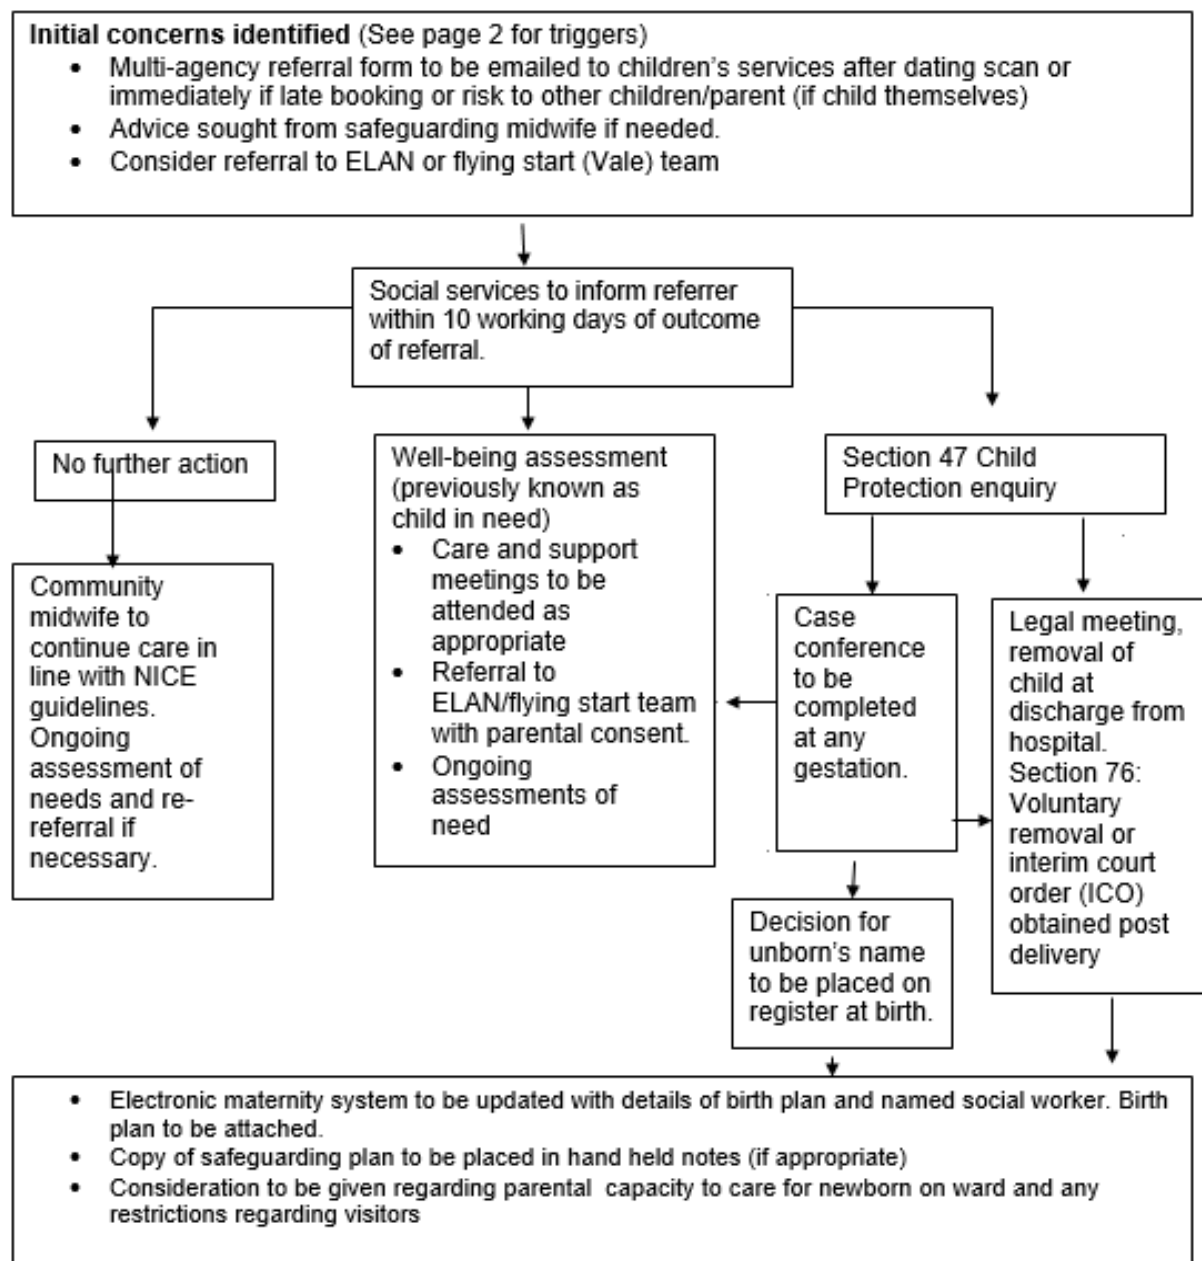 Initial concerns identified (See page 2 for triggers)
• Multi-agency referral form to be emailed to children's services after dating scan or
immediately if late booking or risk to other children/parent (if child themselves)
• Advice sought from safeguarding midwife if needed.
• Consider referral to ELAN or flying start (Vale) team
Social services to inform referrer
within 10 working days of outcome
of referral.
No further action
Community
midwife to
continue care in
line with NICE
guidelines.
Ongoing
assessment of
needs and re-
referral if
necessary.
Well-being assessment
(previously known as
child in need)
• Care and support
meetings to be
attended as
appropriate
• Referral to
ELAN/flying start team
with parental consent.
• Ongoing
assessments of
need
Section 47 Child
Protection enquiry
Case
conference
to be
completed
at any
gestation.
Legal meeting,
removal of
child at
discharge from
hospital.
Section 76:
Voluntary
removal or
interim court
order (ICO)
obtained post
delivery
Decision for
unborn's name
to be placed on
register at birth.
• Electronic maternity system to be updated with details of birth plan and named social worker. Birth
plan to be attached.
• Copy of safeguarding plan to be placed in hand held notes (if appropriate)
• Consideration to be given regarding parental capacity to care for newborn on ward and any
restrictions regarding visitors